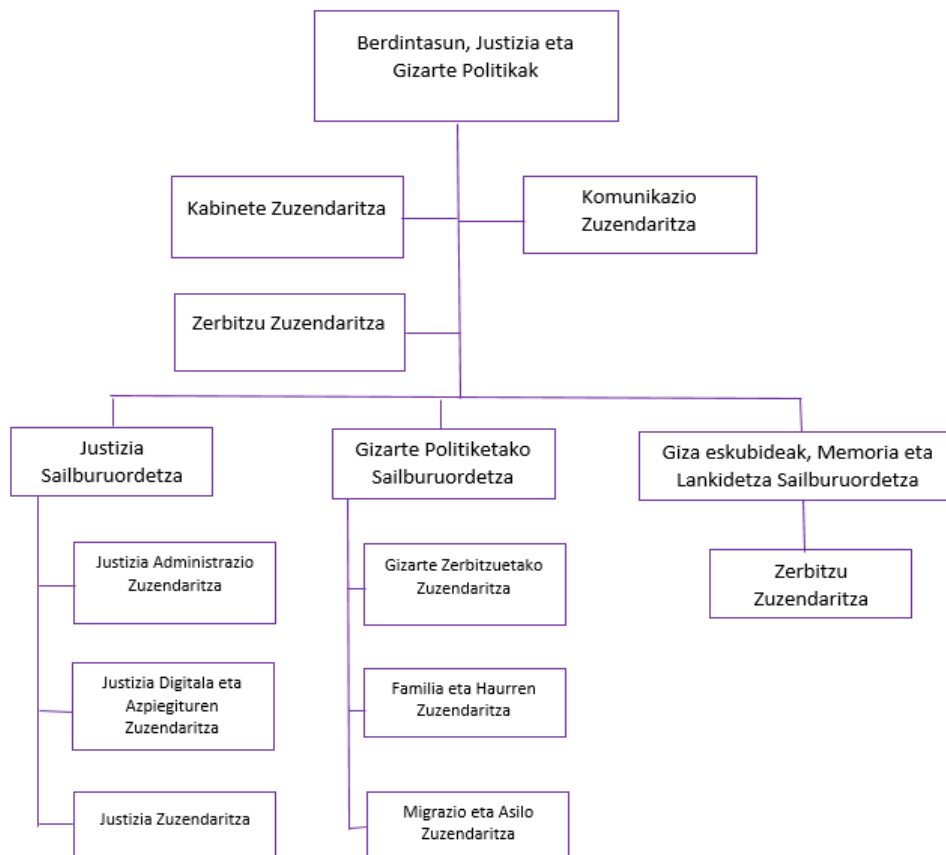 Berdintasun, Justizia eta
Gizarte Politikak
Kabinete Zuzendaritza
Komunikazio
Zuzendaritza
Zerbitzu Zuzendaritza
Justizia
Sailburuordetza
Gizarte Politiketako
Sailburuordetza
Giza eskubideak, Memoria eta
Lankidetza Sailburuordetza
Justizia Administrazio
Zuzendaritza
Gizarte Zerbitzuetako
Zuzendaritza
Zerbitzu
Zuzendaritza
Justizia Digitala eta
Azpiegituren
Zuzendaritza
Familia eta Haurren
Zuzendaritza
Justizia Zuzendaritza
Migrazio eta Asilo
Zuzendaritza